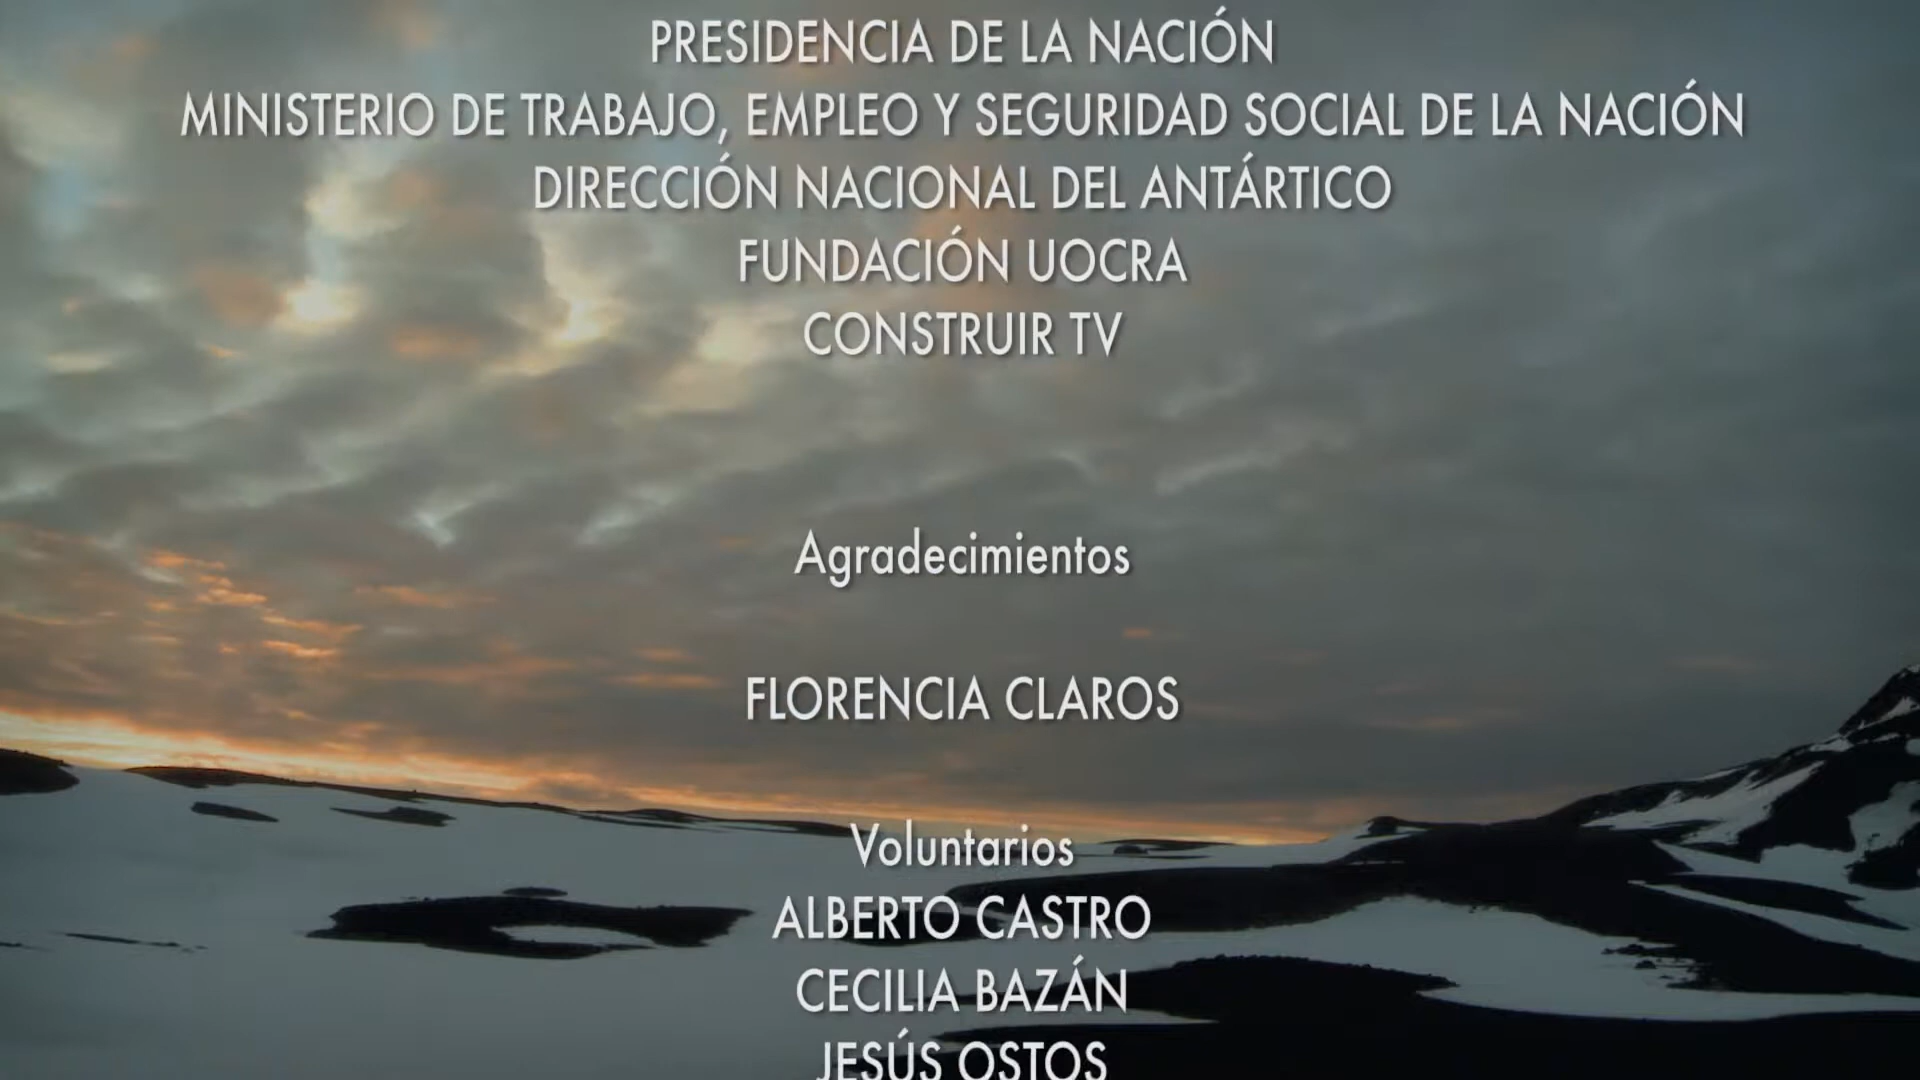 PRESIDENCIA DE LA NACIÓN
MINISTERIO DE TRABAJO, EMPLEO Y SEGURIDAD SOCIAL DE LA NACIÓN
DIRECCIÓN NACIONAL DEL ANTÁRTICO
FUNDACIÓN UOCRA
CONSTRUIR TV
Agradecimientos
FLORENCIA CLAROS
Voluntarios
ALBERTO CASTRO
CECILIA BAZÁN
JESÚS OSTOS